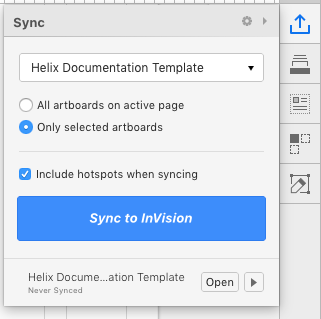 Sync
Helix Documentation Template
All artboards on active page
Only selected artboards
Include hotspots when syncing
Sync to InVision
Helix Docume...ation Template
Never Synced
Open